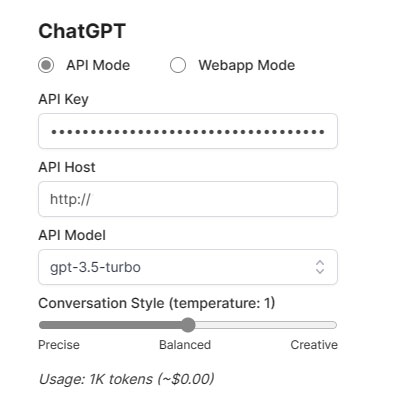 ChatGPT
API Mode Webapp Mode
API Key
••••••••••••••••••••••••••••••••••••
API Host
http://
API Model
gpt-3.5-turbo
Conversation Style (temperature: 1)
Precise Balanced Creative
Usage: 1K tokens (~$0.00)